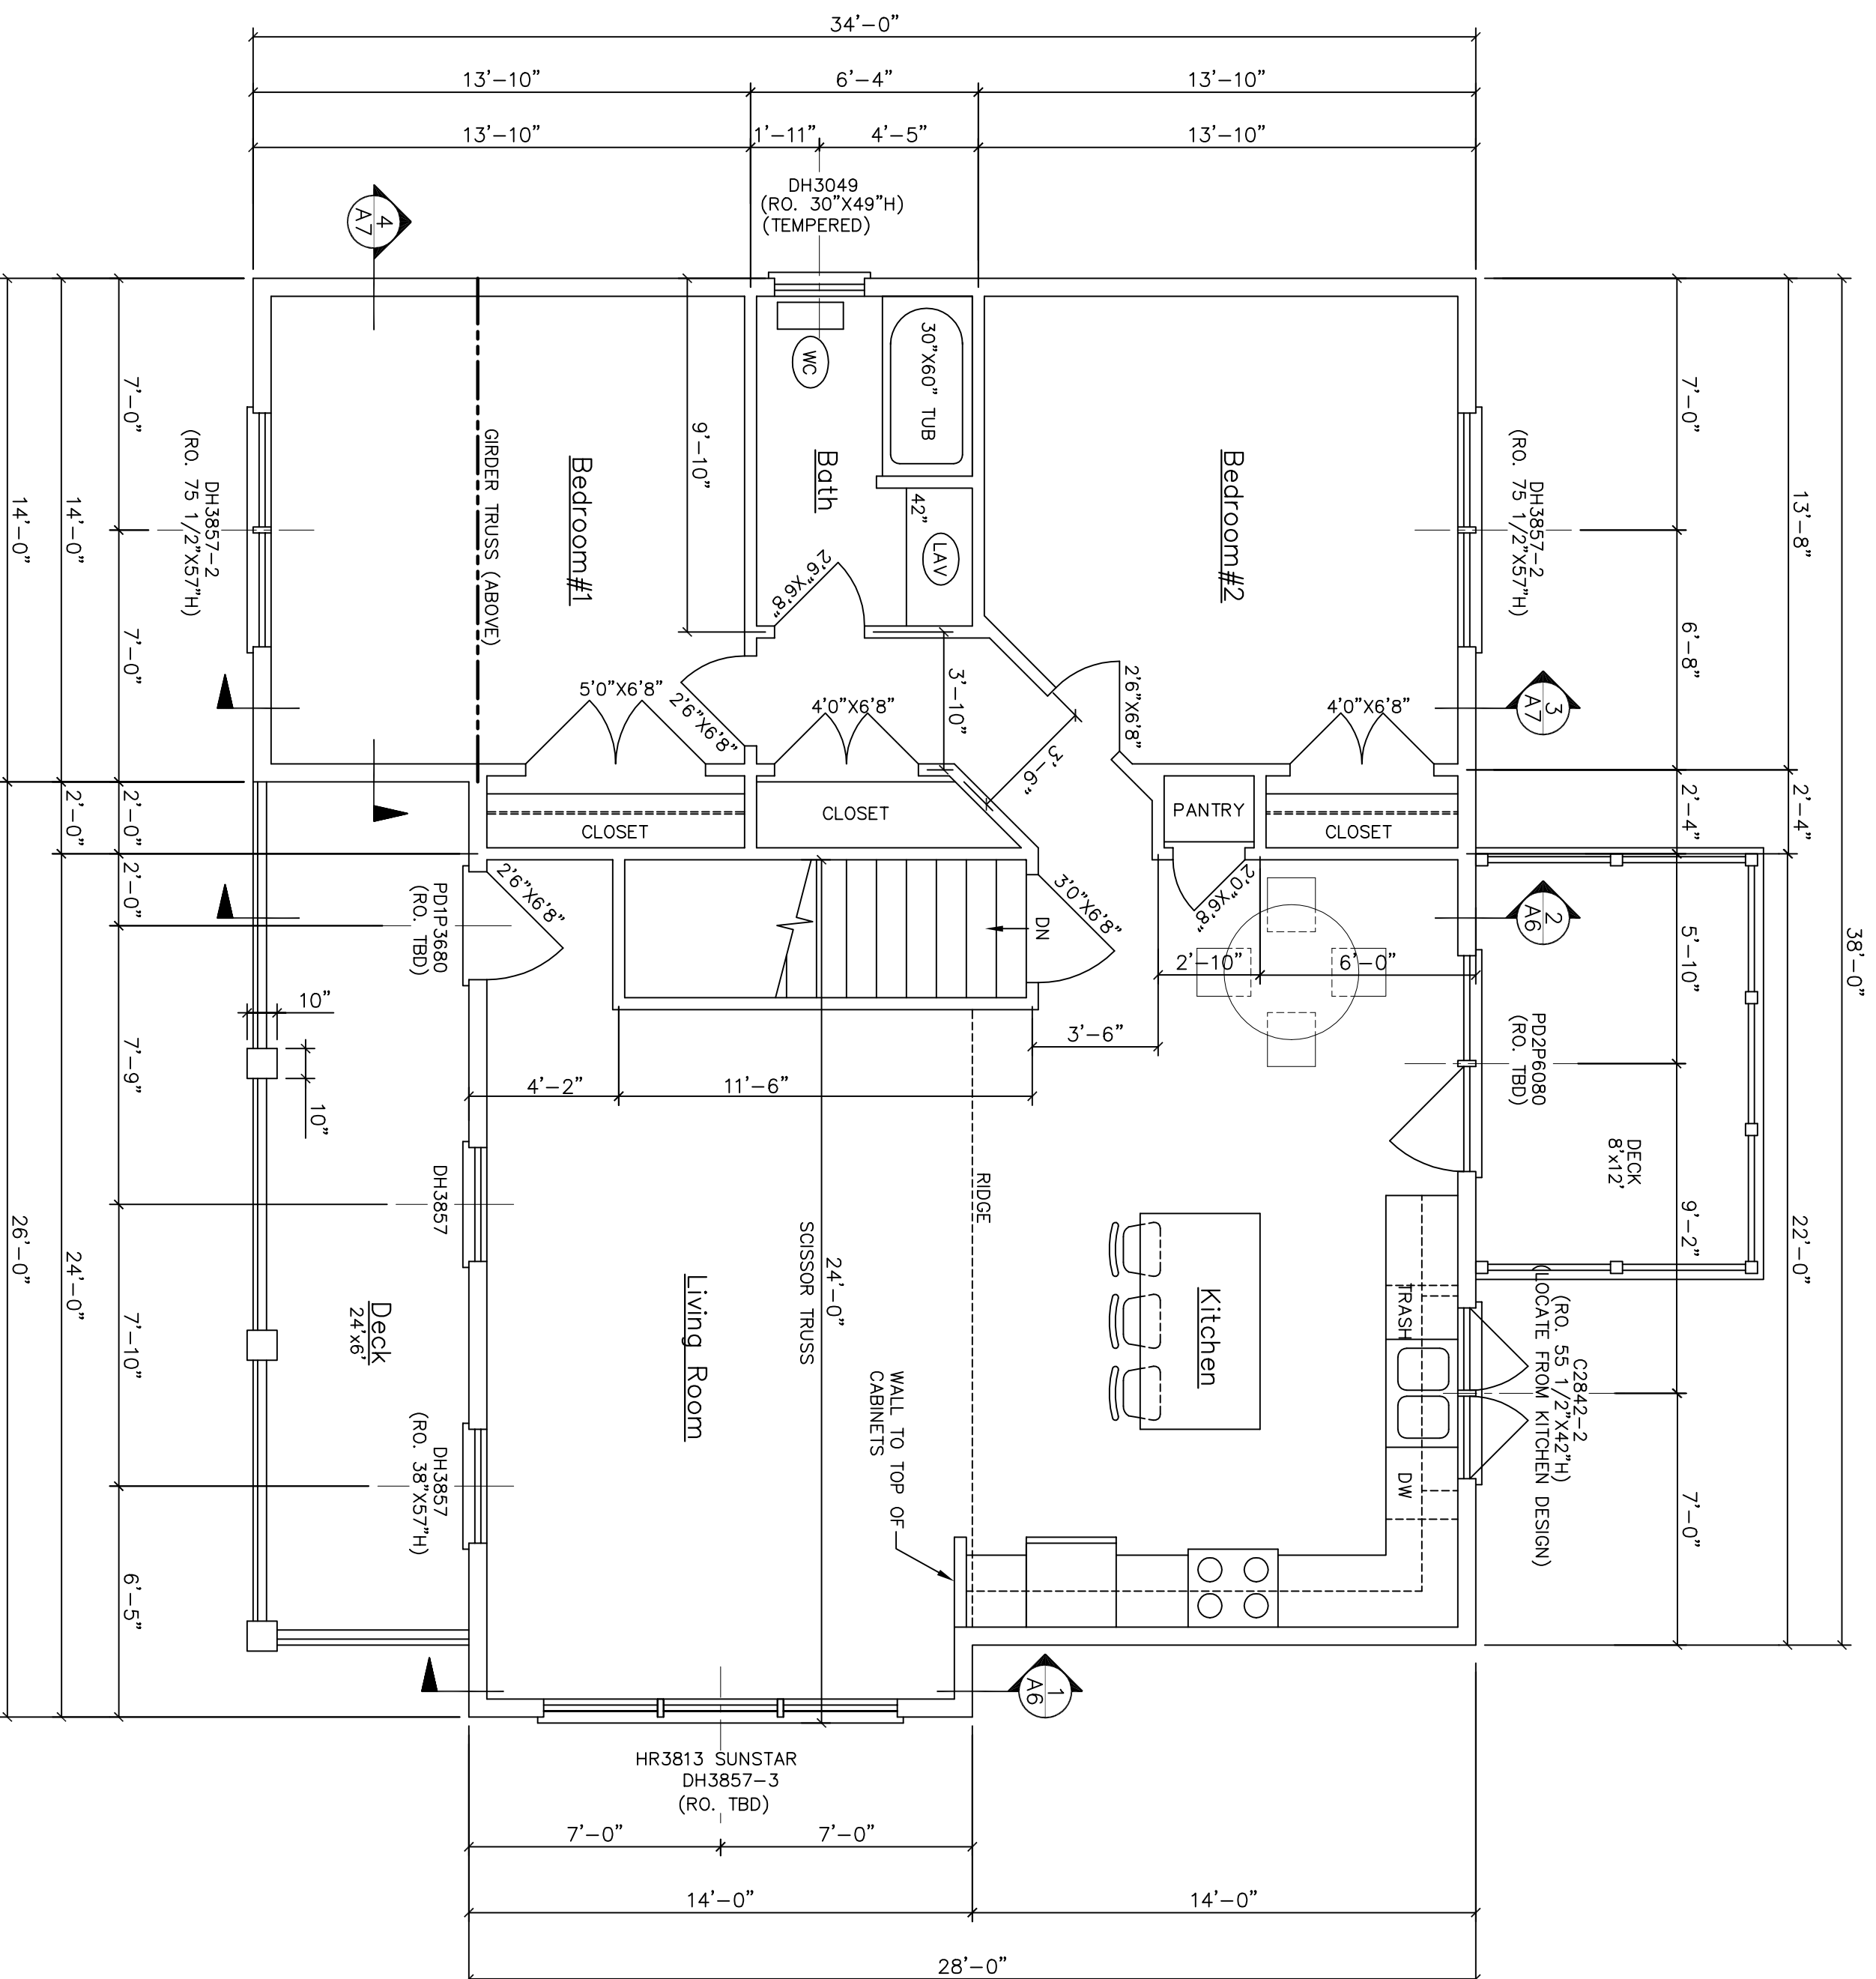 34'-0"
13'-10"
6'-4"
13'-10"
13'-10"
1'-11"
4'-5"
13'-10"
DH3049
(RO. 30"X49"H)
(TEMPERED)
4
A7
7'-0"
14'-0"
14'-0"
7'-0"
2'-0"
2'-0"
2'-0"
7'-9"
7'-10"
6'-5"
24'-0"
26'-0"
DH3857-2
(RO. 75 1/2"X57"H)
GIRDER TRUSS (ABOVE)
Bedroom#1
9'-10"
WC
30"X60" TUB
Bath
42"
LAV
2'6"X6'8"
Bedroom#2
7'-0"
DH3857-2
(RO. 75 1/2"X57"H)
13'-8"
6'-8"
2'-4"
2'-4"
38'-0"
3
A7
5'0"X6'8"
2'6"X6'8"
4'0"X6'8"
3'-10"
3'-6"
2'6"X6'8"
4'0"X6'8"
CLOSET
CLOSET
PANTRY
CLOSET
2
A6
PD1P3680
(RO. TBD)
2'6"X6'8"
DN
3'0"X6'8"
2'0"X6'8"
2'-10"
6'-0"
5'-10"
3'-6"
4'-2"
11'-6"
10"
10"
PD2P6080
(RO. TBD)
DECK
8'x12'
9'-2"
22'-0"
RIDGE
SCISSOR TRUSS
24'-0"
DH3857
DH3857
(RO. 38"X57"H)
Deck
24'x6'
Living Room
Kitchen
TRASH
DW
WALL TO TOP OF
CABINETS
C2842-2
(RO. 55 1/2"X42"H)
(LOCATE FROM KITCHEN DESIGN)
7'-0"
1
A6
HR3813 SUNSTAR
DH3857-3
(RO. TBD)
7'-0"
7'-0"
14'-0"
14'-0"
28'-0"